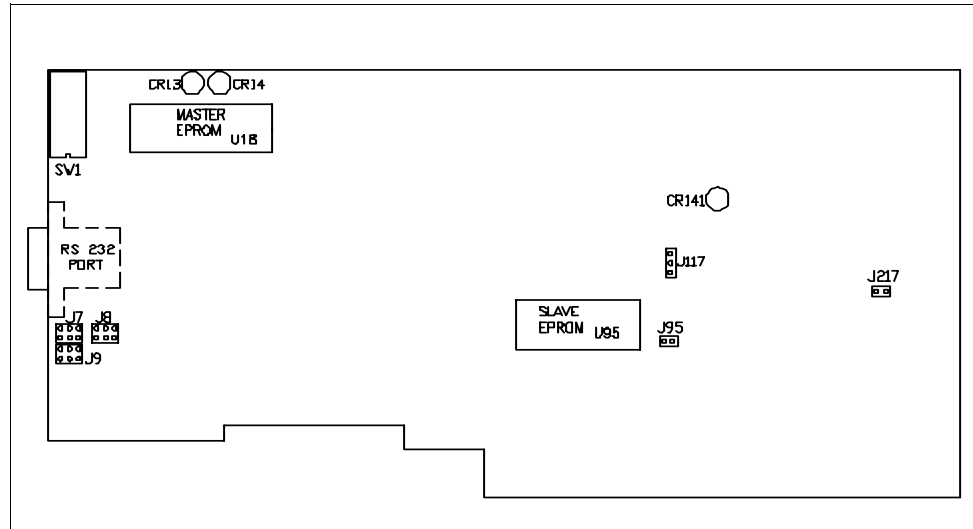 CR13
CR14
MASTER
EPROM U18
SW1
CR141
RS 232
PORT
J117
J217
SLAVE
EPROM U95
J95
J7
J8
J9